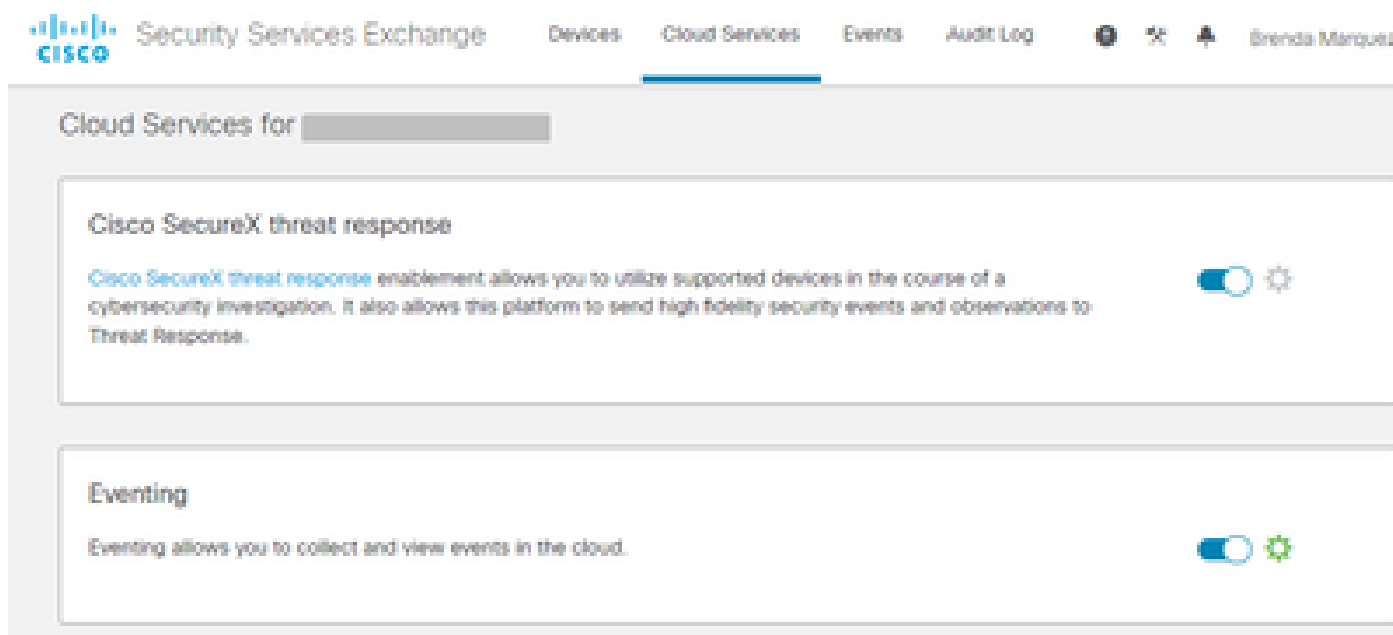 CISCO
Security Services Exchange
Devices
Cloud Services
Events
Audit Log
Brenda Marquez
Cloud Services for
Cisco SecureX threat response
Cisco SecureX threat response enablement allows you to utilize supported devices in the course of a
cybersecurity investigation. It also allows this platform to send high fidelity security events and observations to
Threat Response.
Eventing
Eventing allows you to collect and view events in the cloud.